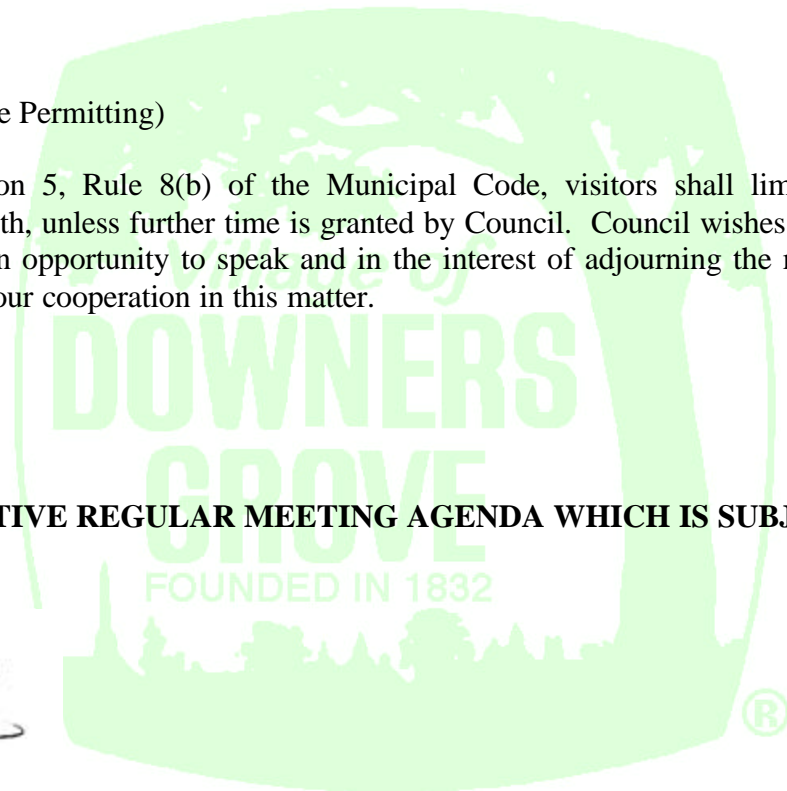 e Permitting)
on 5, Rule 8(b) of the Municipal Code, visitors shall lim
th, unless further time is granted by Council. Council wishes
n opportunity to speak and in the interest of adjourning the r
our cooperation in this matter.
Village of
DOWNERS
GROVE
TIVE REGULAR MEETING AGENDA WHICH IS SUBJ
FOUNDED IN 1832
®